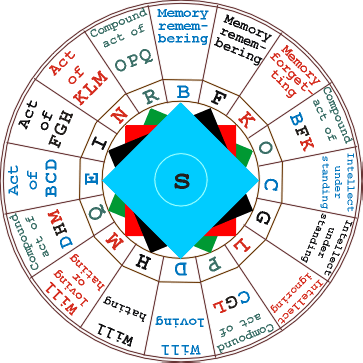 Memory
remem-
bering
Memory
remem-
bering
Memory
forget-
ting
Compound
act of
BFK
Intellect
under
standing
Intellect
under
standing
Intellect
ignoring
Compound
act of
CGL
Will
loving
Will
hating
Will
loving or
hating
Compound
act of
DHM
Act
of
BCD
Act
of
FGH
Act
of
KLM
Compound
act of
OPQ
B
F
K
O
C
G
L
P
D
H
M
Q
E
I
N
R
S